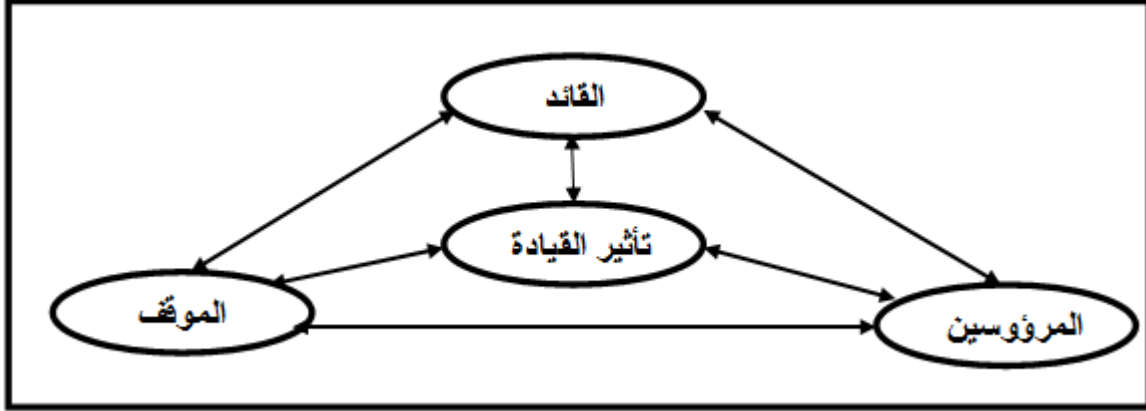 القائد
تأثير القيادة
الموقف
المرؤوسين